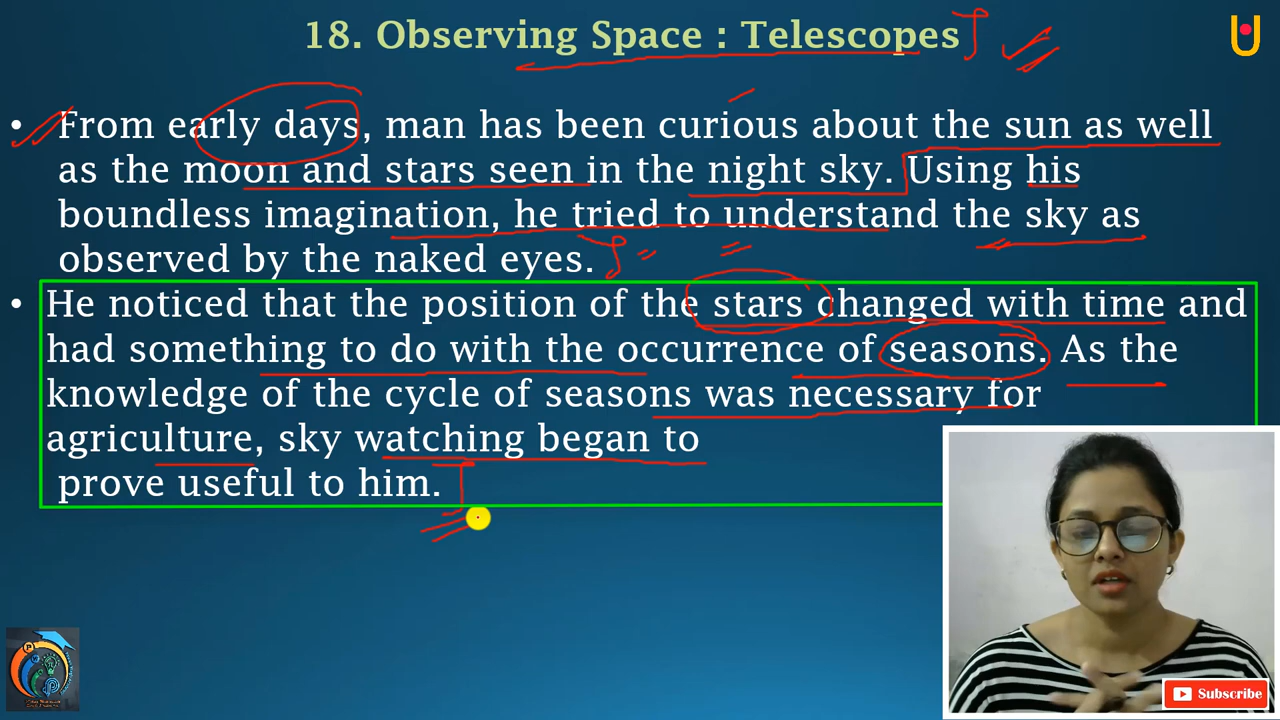 18. Observing Space : Telescopes
• From early days, man has been curious about the sun as well
as the moon and stars seen in the night sky. Using his
boundless imagination, he tried to understand the sky as
observed by the naked eyes.
• He noticed that the position of the stars changed with time and
had something to do with the occurrence of seasons. As the
knowledge of the cycle of seasons was necessary for
agriculture, sky watching began to
prove useful to him.
Subscribe